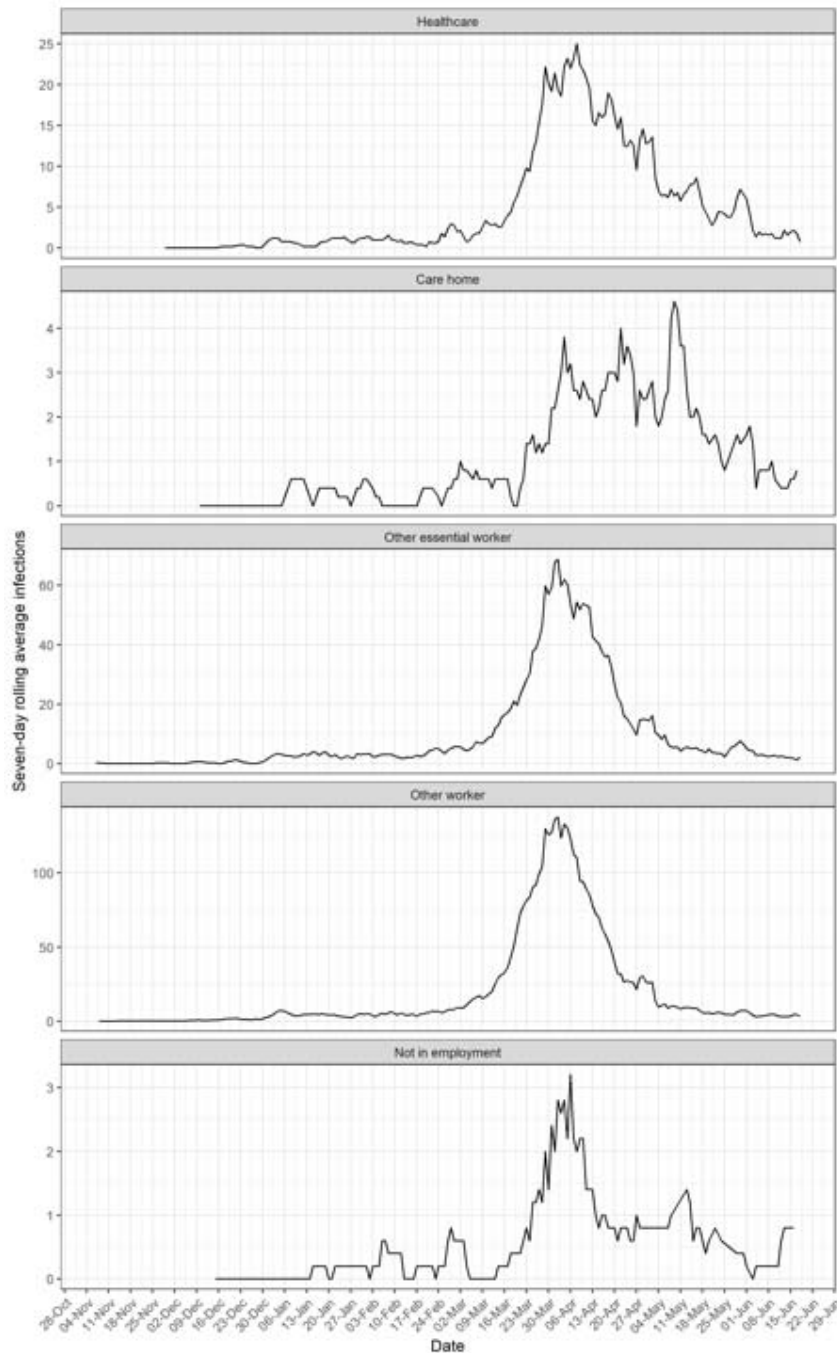 Healthcare
25
20
15
10
5
0
Care home
4
3
2
1
0
Other essential worker
60
40
20
0
Other worker
100
50
0
Not in employment
3
2
1
0
Seven-day rolling average infections
28-Oct
04-Nov
11-Nov
18-Nov
25-Nov
02-Dec
09-Dec
16-Dec
23-Dec
30-Dec
06-Jan
13-Jan
20-Jan
27-Jan
03-Feb
10-Feb
17-Feb
24-Feb
02-Mar
09-Mar
16-Mar
23-Mar
30-Mar
06-Apr
13-Apr
20-Apr
27-Apr
04-May
11-May
18-May
25-May
01-Jun
08-Jun
15-Jun
22-Jun
29-Ju
Date